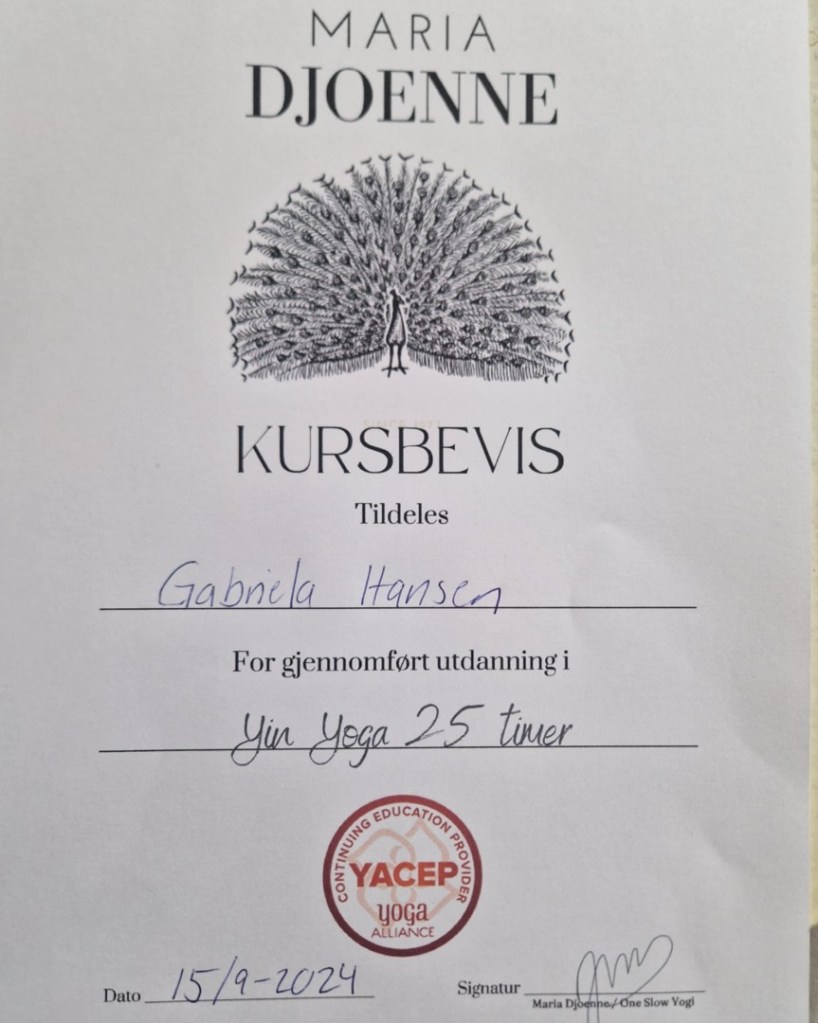 MARIA
DJOENNE
KURSBEVIS
Tildeles
Gabriela Hansen
For gjennomført utdanning i
Yin Yoga 25 timer
CONTINUING EDUCATION PROVIDER
YACEP
yoga
ALLIANCE
Dato 15/9-2024
Signatur
Maria Djoenne / One Slow Yogi